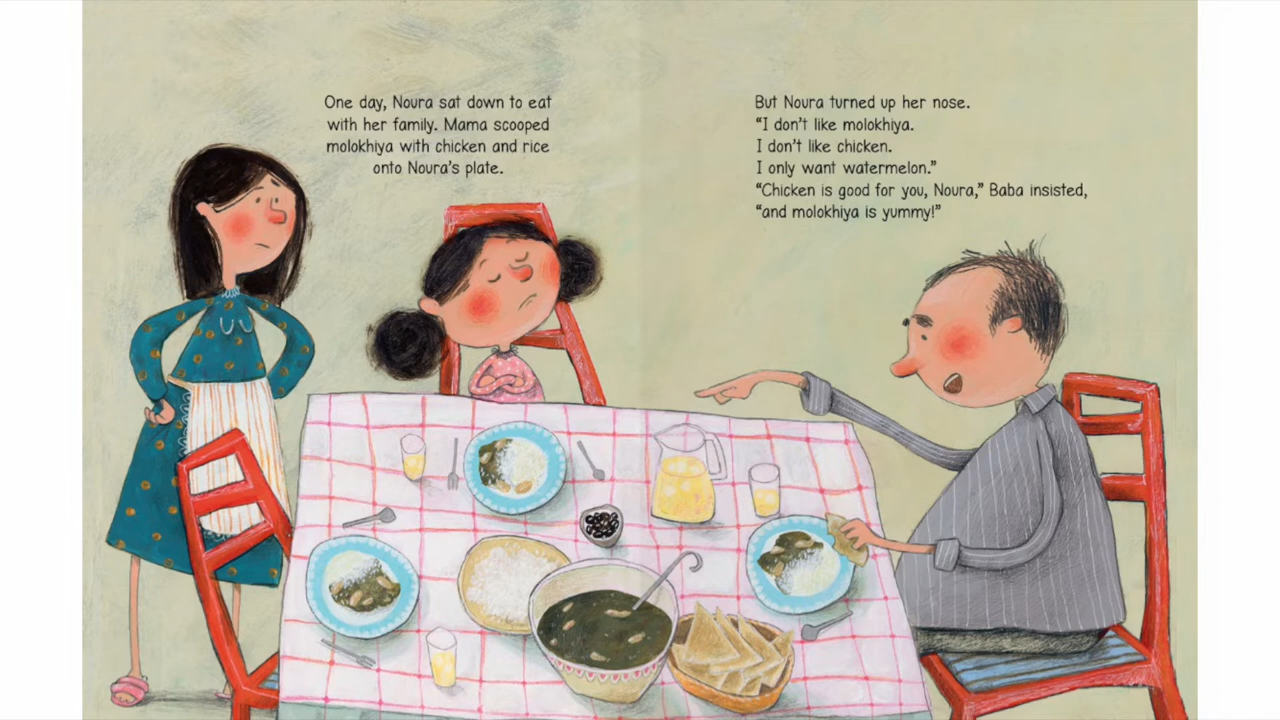 One day, Noura sat down to eat
with her family. Mama scooped
molokhiya with chicken and rice
onto Noura's plate.
But Noura turned up her nose.
“I don't like molokhiya.
I don't like chicken.
I only want watermelon.”
“Chicken is good for you, Noura,” Baba insisted,
“and molokhiya is yummy!”